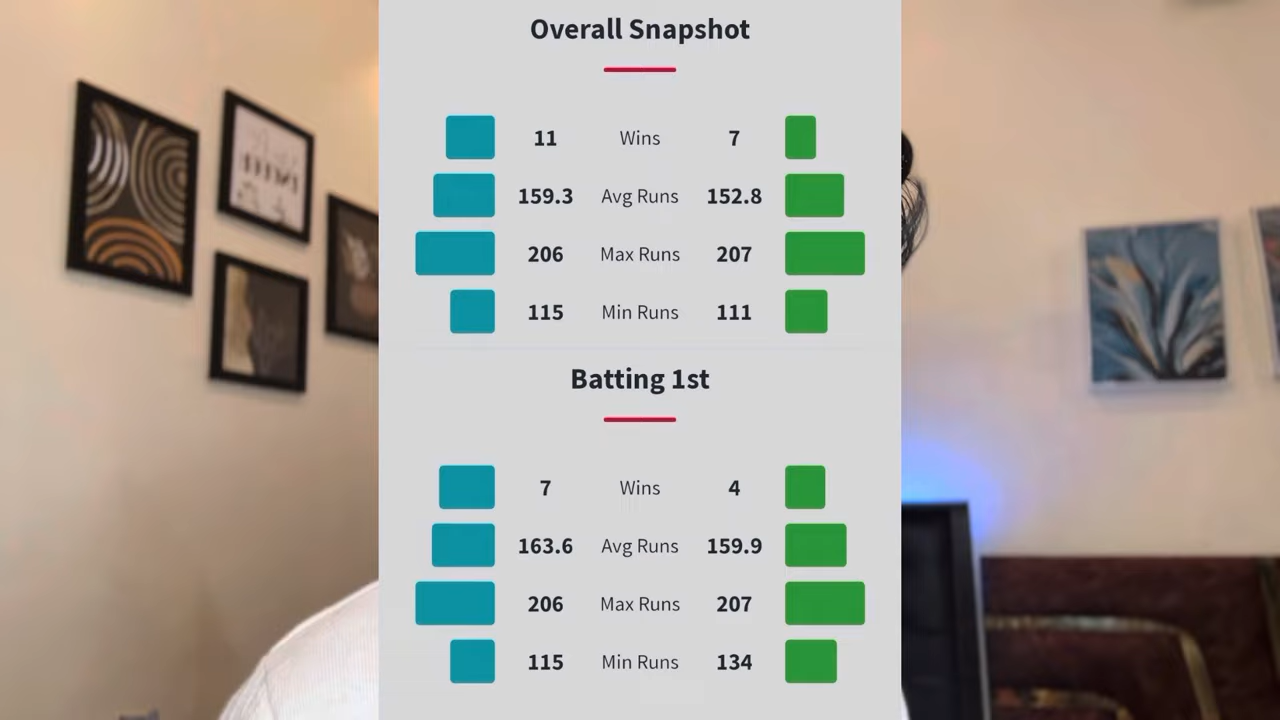 Overall Snapshot
11 Wins 7
159.3 Avg Runs 152.8
206 Max Runs 207
115 Min Runs 111
Batting 1st
7 Wins 4
163.6 Avg Runs 159.9
206 Max Runs 207
115 Min Runs 134